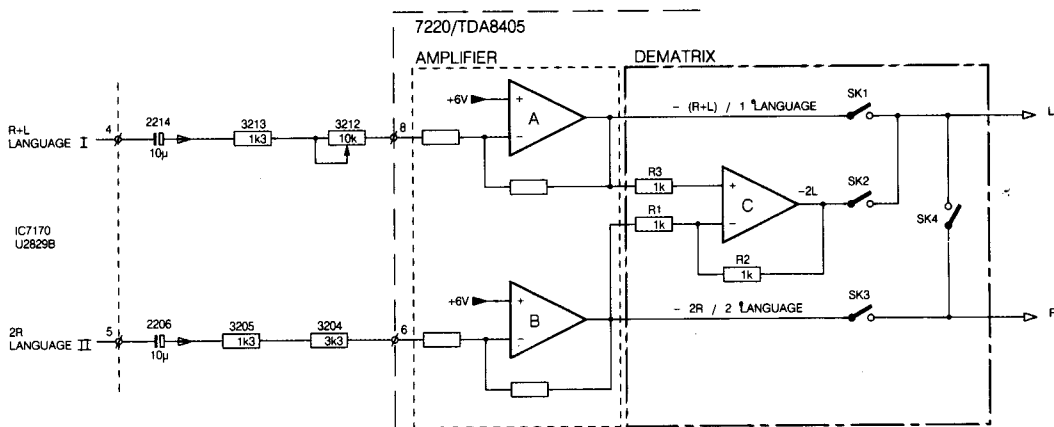 7220/TDA8405
AMPLIFIER
DEMATRIX
+6V
+
A
−
− (R+L) / 1e LANGUAGE
SK1
L
R+L
LANGUAGE I
4
2214
10µ
3213
1k3
3212
10k
8
R3
1k
R1
1k
+
C
−
−2L
SK2
SK4
R2
1k
IC7170
U2829B
+6V
+
B
−
− 2R / 2e LANGUAGE
SK3
2R
LANGUAGE II
5
2206
10µ
3205
1k3
3204
3k3
6